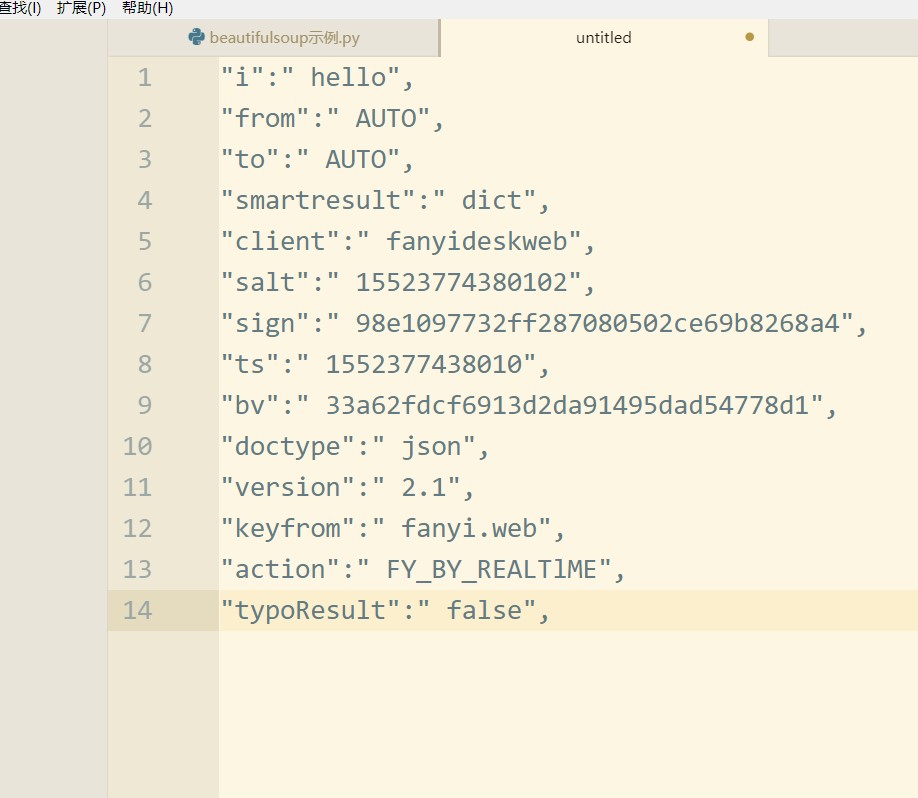 查找(I) 扩展(P) 帮助(H)
beautifulsoup示例.py untitled
1 "i":" hello",
2 "from":" AUTO",
3 "to":" AUTO",
4 "smartresult":" dict",
5 "client":" fanyideskweb",
6 "salt":" 15523774380102",
7 "sign":" 98e1097732ff287080502ce69b8268a4",
8 "ts":" 1552377438010",
9 "bv":" 33a62fdcf6913d2da91495dad54778d1",
10 "doctype":" json",
11 "version":" 2.1",
12 "keyfrom":" fanyi.web",
13 "action":" FY_BY_REALTlME",
14 "typoResult":" false",